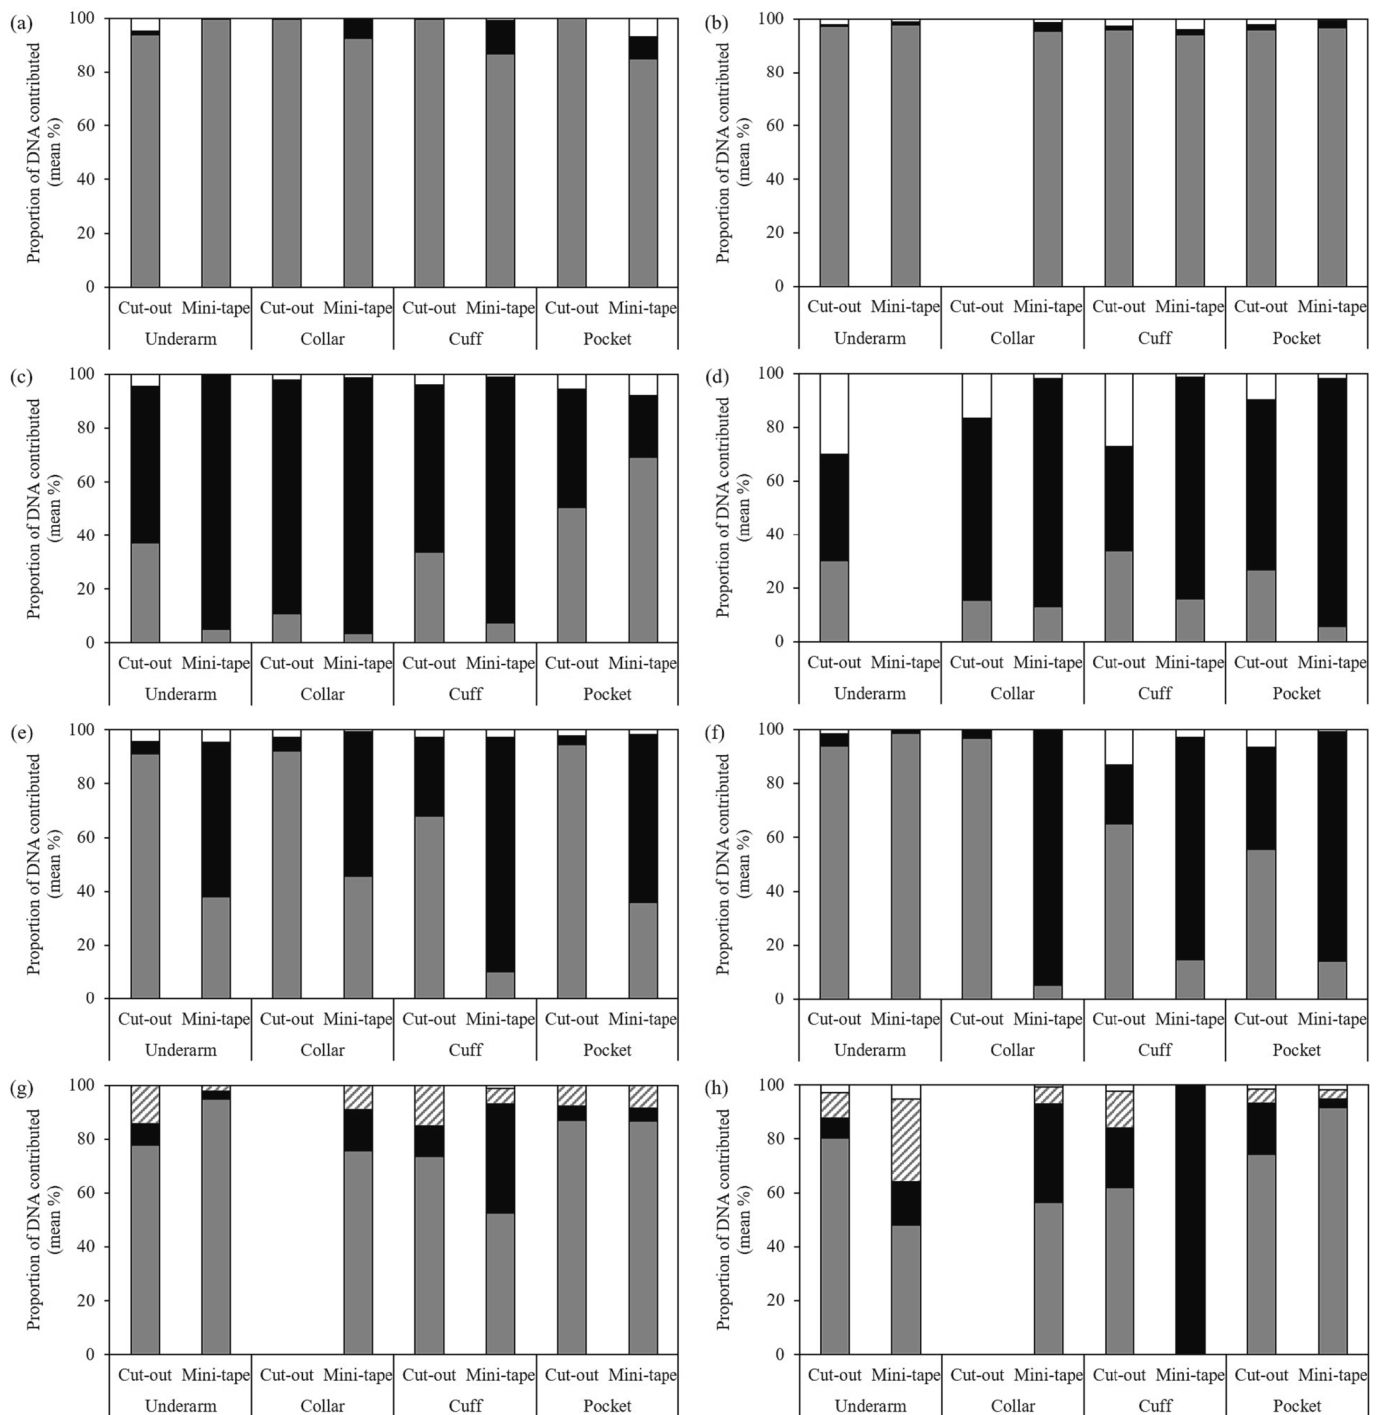 (a)
Proportion of DNA contributed
(mean %)
100
80
60
40
20
0
Cut-out Mini-tape Cut-out Mini-tape Cut-out Mini-tape Cut-out Mini-tape
Underarm Collar Cuff Pocket
(b)
Proportion of DNA contributed
(mean %)
100
80
60
40
20
0
Cut-out Mini-tape Cut-out Mini-tape Cut-out Mini-tape Cut-out Mini-tape
Underarm Collar Cuff Pocket
(c)
Proportion of DNA contributed
(mean %)
100
80
60
40
20
0
Cut-out Mini-tape Cut-out Mini-tape Cut-out Mini-tape Cut-out Mini-tape
Underarm Collar Cuff Pocket
(d)
Proportion of DNA contributed
(mean %)
100
80
60
40
20
0
Cut-out Mini-tape Cut-out Mini-tape Cut-out Mini-tape Cut-out Mini-tape
Underarm Collar Cuff Pocket
(e)
Proportion of DNA contributed
(mean %)
100
80
60
40
20
0
Cut-out Mini-tape Cut-out Mini-tape Cut-out Mini-tape Cut-out Mini-tape
Underarm Collar Cuff Pocket
(f)
Proportion of DNA contributed
(mean %)
100
80
60
40
20
0
Cut-out Mini-tape Cut-out Mini-tape Cut-out Mini-tape Cut-out Mini-tape
Underarm Collar Cuff Pocket
(g)
Proportion of DNA contributed
(mean %)
100
80
60
40
20
0
Cut-out Mini-tape Cut-out Mini-tape Cut-out Mini-tape Cut-out Mini-tape
Underarm Collar Cuff Pocket
(h)
Proportion of DNA contributed
(mean %)
100
80
60
40
20
0
Cut-out Mini-tape Cut-out Mini-tape Cut-out Mini-tape Cut-out Mini-tape
Underarm Collar Cuff Pocket